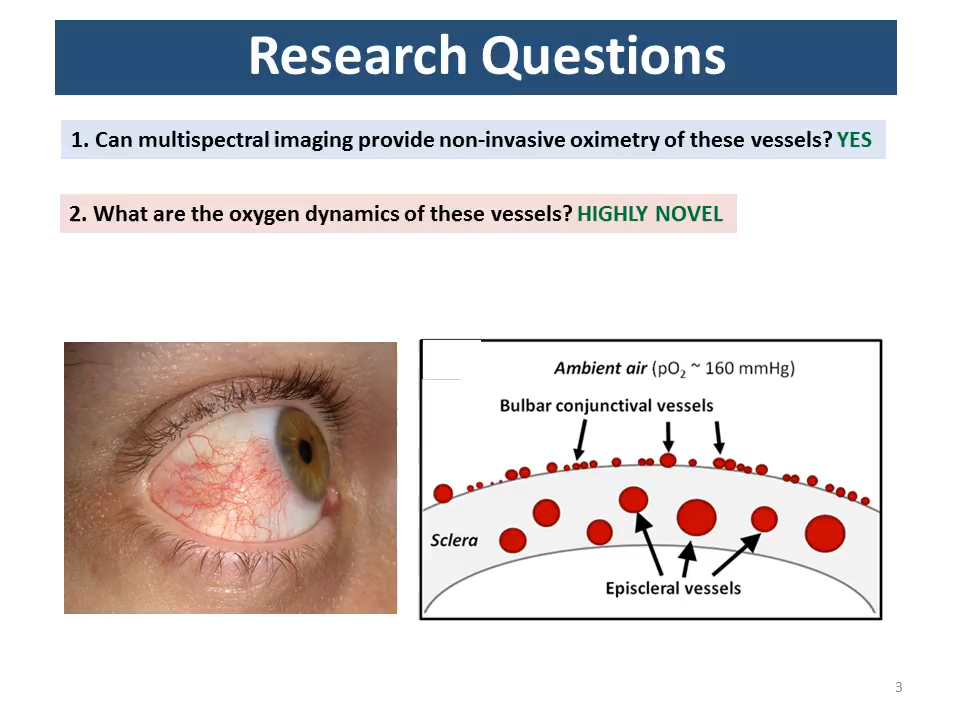 Research Questions
1. Can multispectral imaging provide non-invasive oximetry of these vessels? YES
2. What are the oxygen dynamics of these vessels? HIGHLY NOVEL
Ambient air (pO₂ ~ 160 mmHg)
Bulbar conjunctival vessels
Sclera
Episcleral vessels
3